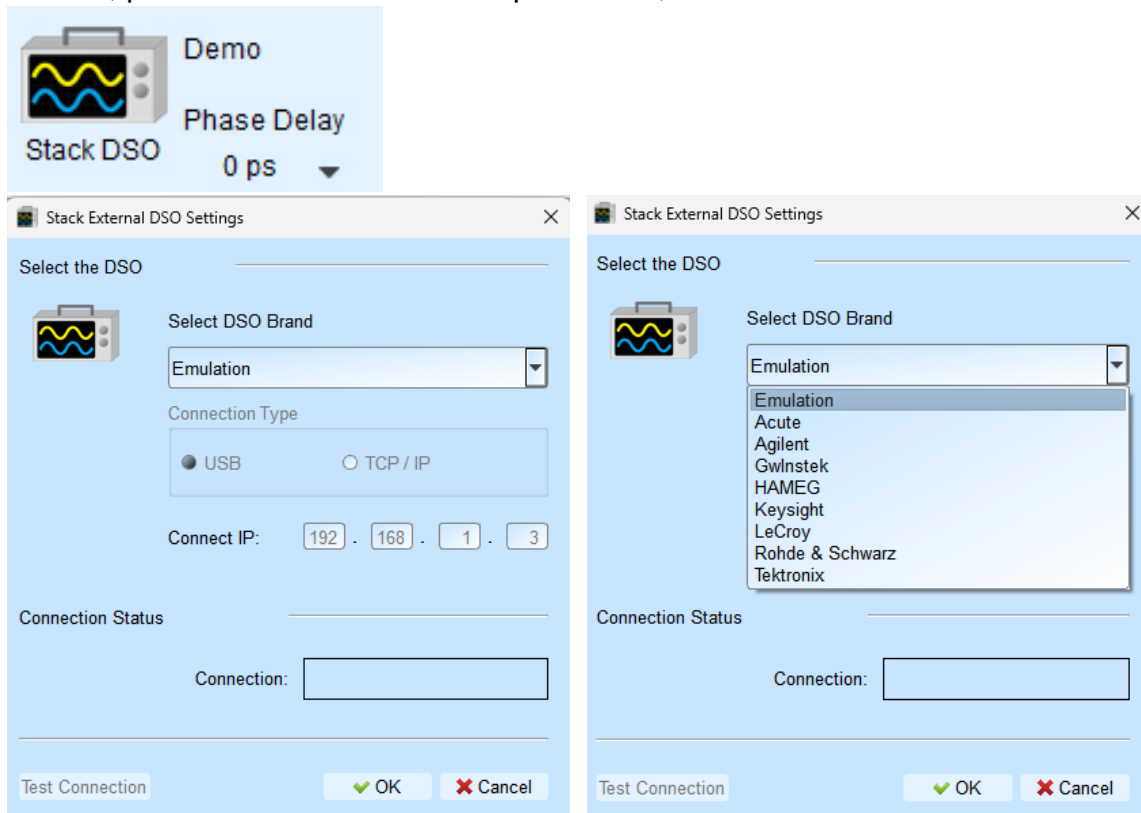 Demo
Phase Delay
Stack DSO
0 ps
Stack External DSO Settings
Select the DSO
Select DSO Brand
Emulation
Connection Type
USB TCP / IP
Connect IP: 192 . 168 . 1 . 3
Connection Status
Connection:
Test Connection OK Cancel
Stack External DSO Settings
Select the DSO
Select DSO Brand
Emulation
Emulation
Acute
Agilent
GwInstek
HAMEG
Keysight
LeCroy
Rohde & Schwarz
Tektronix
Connection Status
Connection:
Test Connection OK Cancel